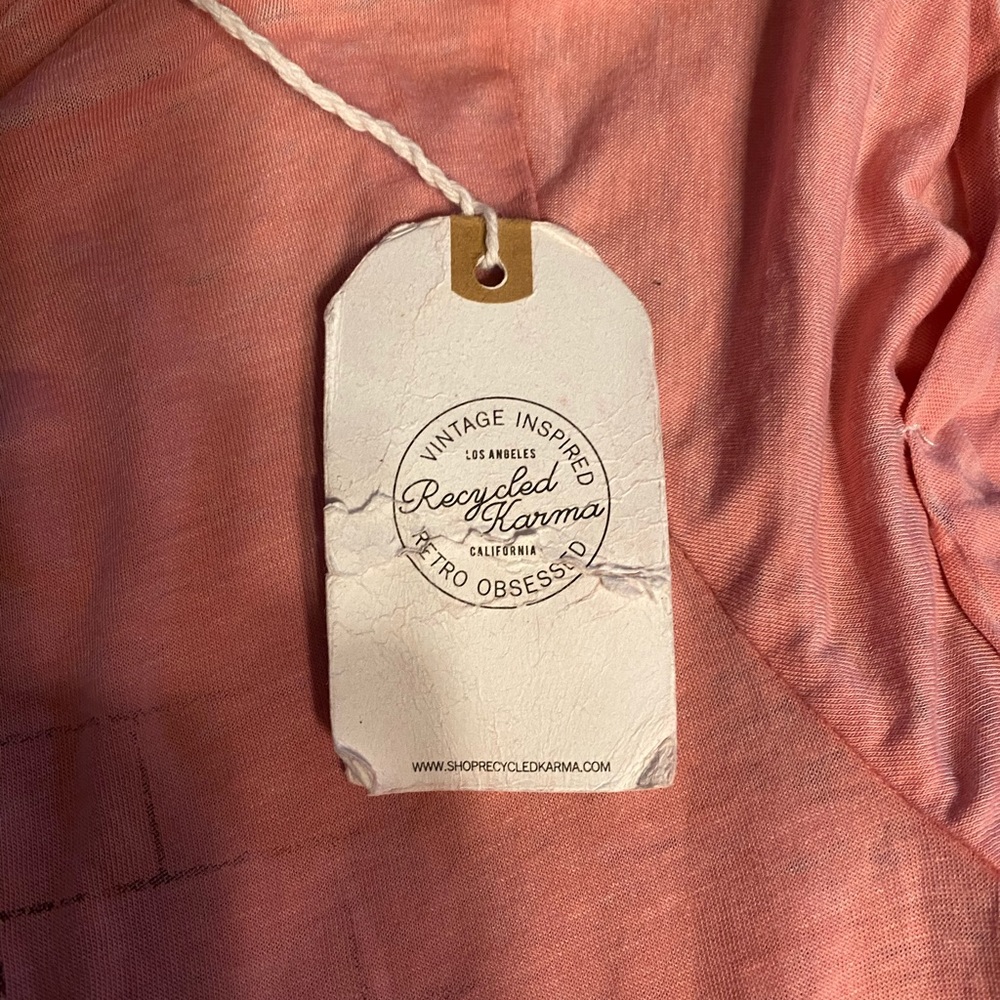 VINTAGE INSPIRED
LOS ANGELES
Recycled
Karma
CALIFORNIA
RETRO OBSESSED
WWW.SHOPRECYCLEDKARMA.COM